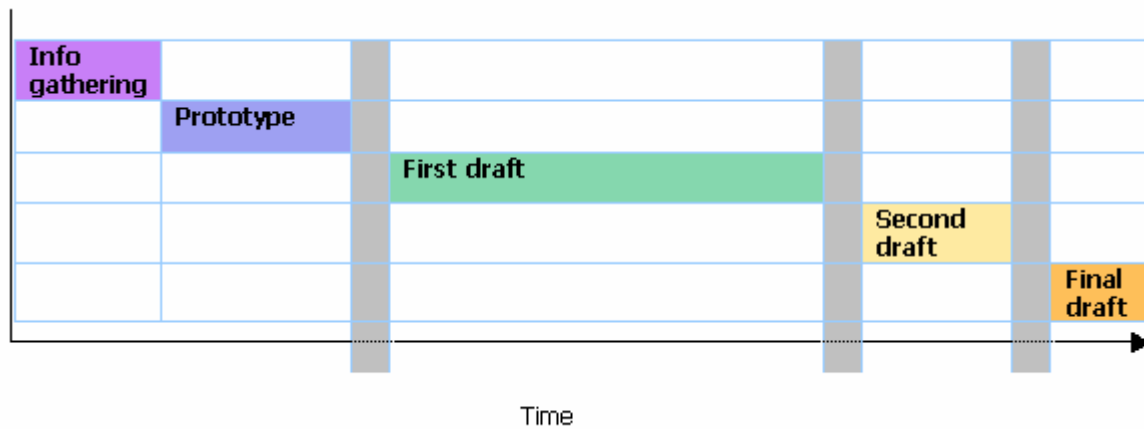 Info
gathering
Prototype
First draft
Second
draft
Final
draft
Time